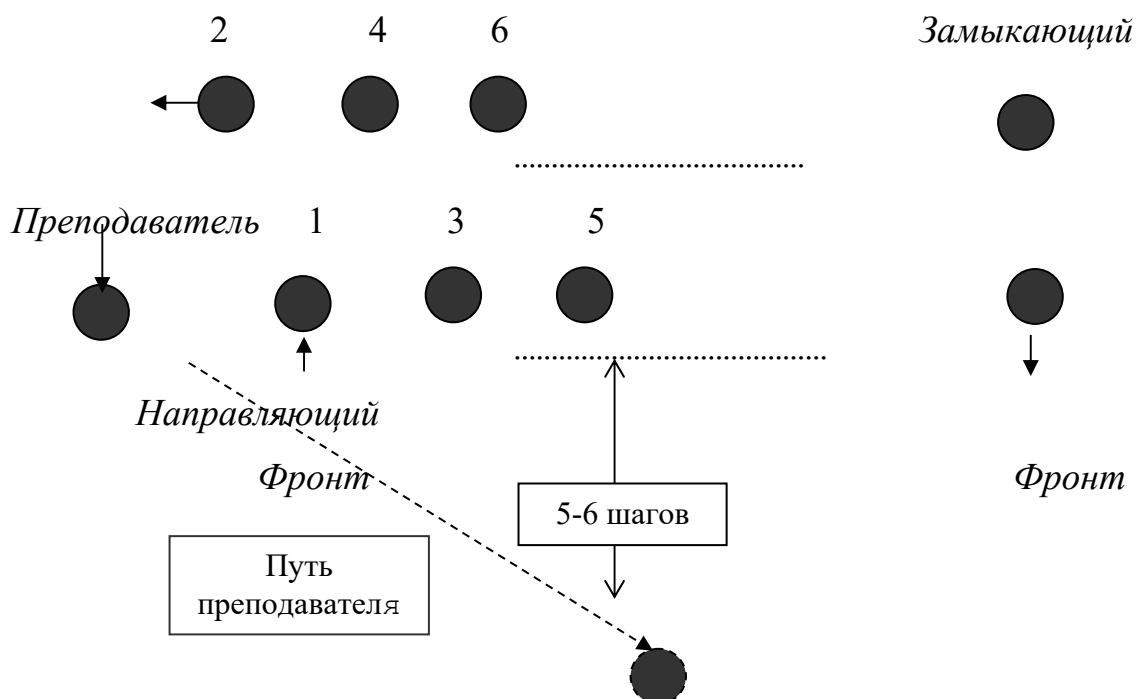 2 4 6 Замыкающий
Преподаватель 1 3 5
Направляющий
Фронт Фронт
5-6 шагов
Путь
преподавателя